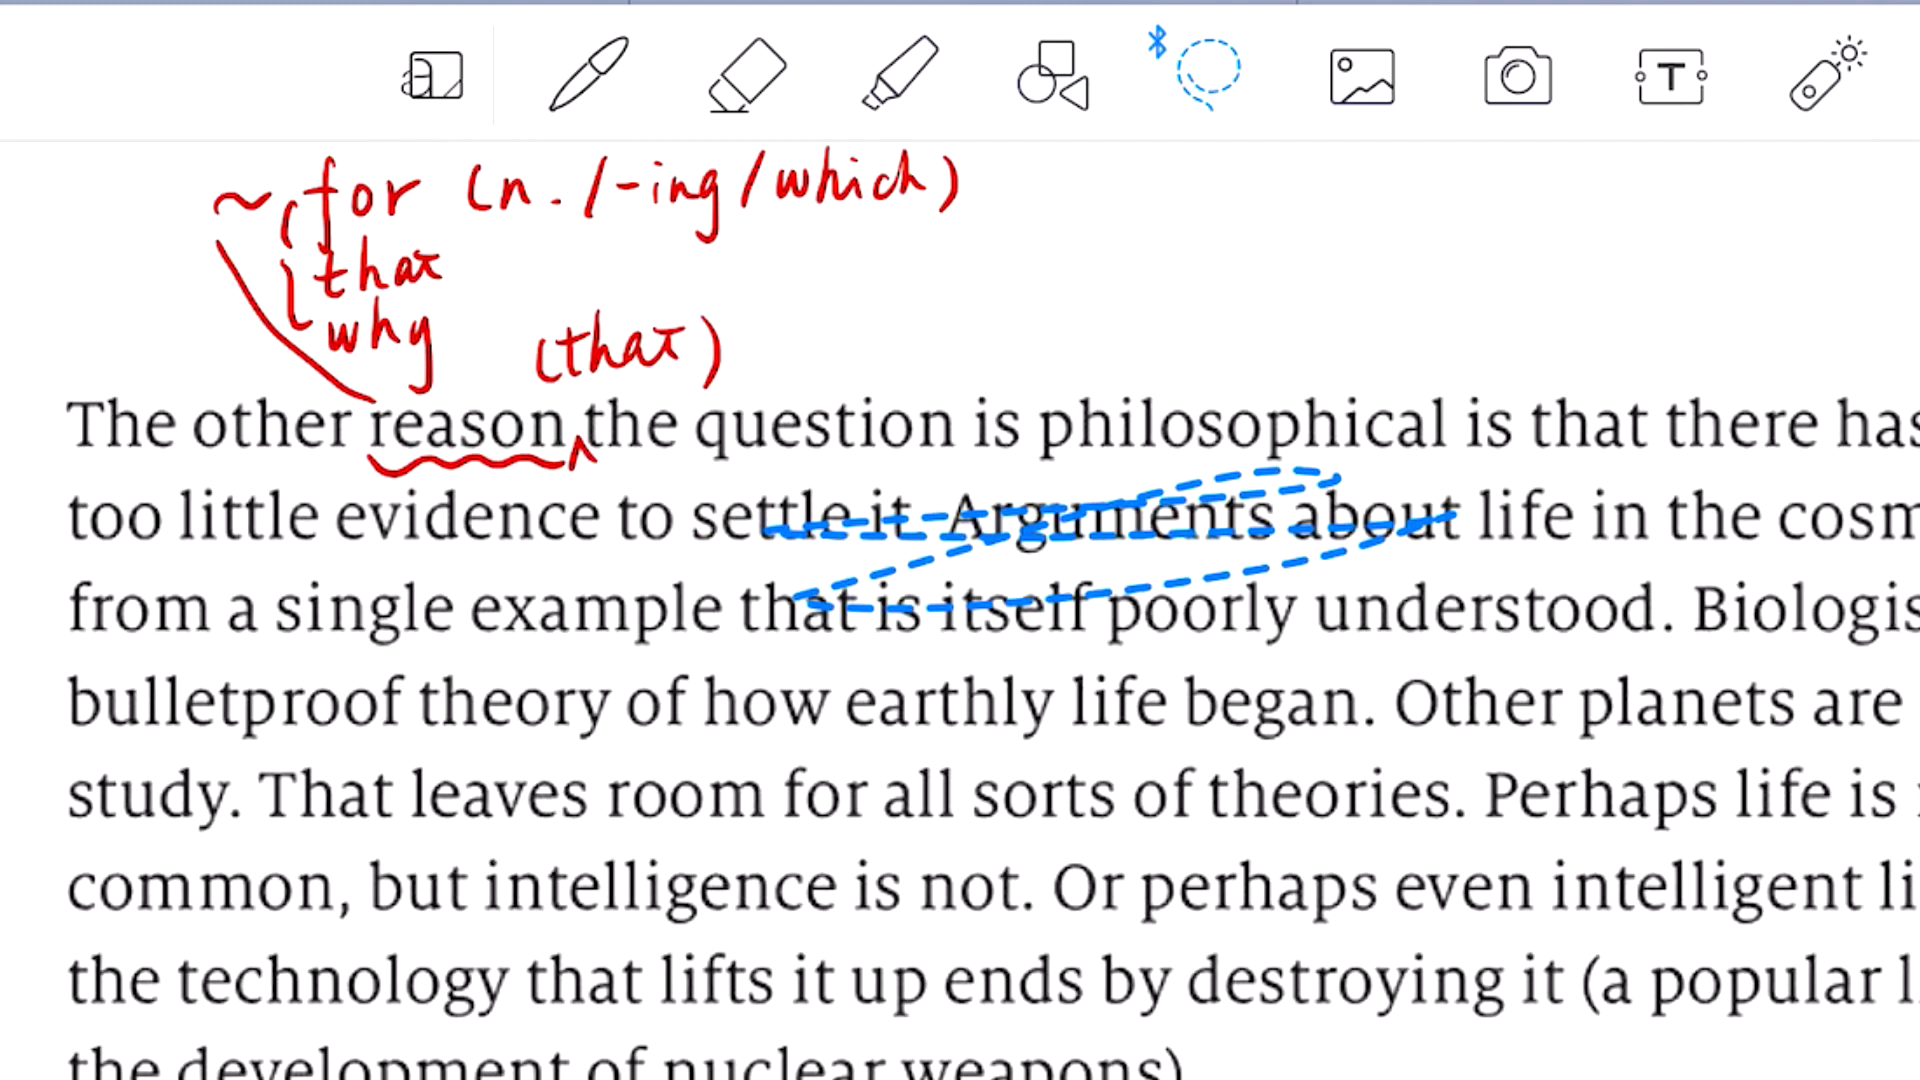 ~ for (n. /-ing/which)
that
why
(that)
The other reason the question is philosophical is that there has
too little evidence to settle it. Arguments about life in the cosm
from a single example that is itself poorly understood. Biologis
bulletproof theory of how earthly life began. Other planets are
study. That leaves room for all sorts of theories. Perhaps life is
common, but intelligence is not. Or perhaps even intelligent li
the technology that lifts it up ends by destroying it (a popular l
the development of nuclear weapons)